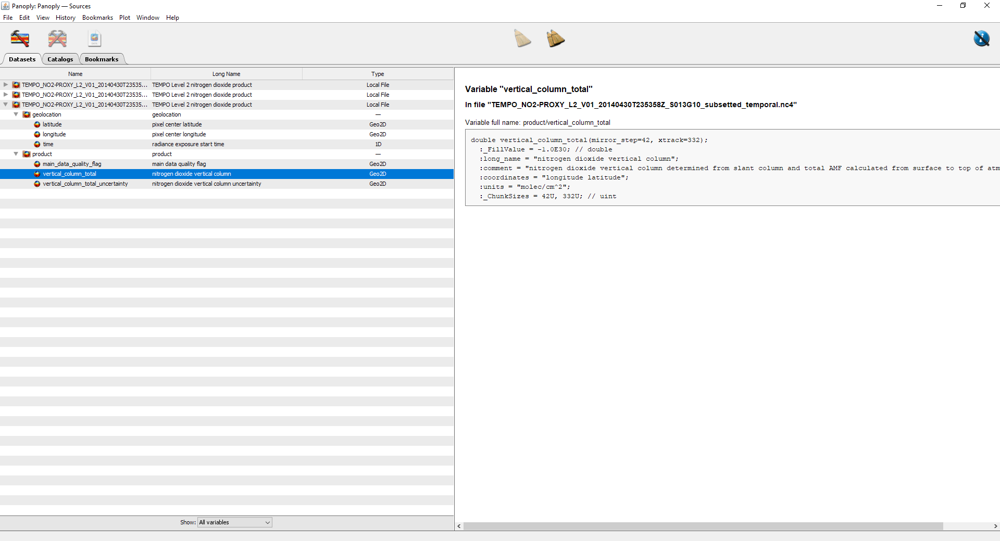 Panoply: Panoply — Sources
File Edit View History Bookmarks Plot Window Help
Datasets Catalogs Bookmarks
Name Long Name Type
TEMPO_NO2-PROXY_L2_V01_20140430T23535... TEMPO Level 2 nitrogen dioxide product Local File
TEMPO_NO2-PROXY_L2_V01_20140430T23535... TEMPO Level 2 nitrogen dioxide product Local File
TEMPO_NO2-PROXY_L2_V01_20140430T23535... TEMPO Level 2 nitrogen dioxide product Local File
geolocation geolocation —
latitude pixel center latitude Geo2D
longitude pixel center longitude Geo2D
time radiance exposure start time 1D
product product —
main_data_quality_flag main data quality flag Geo2D
vertical_column_total nitrogen dioxide vertical column Geo2D
vertical_column_total_uncertainty nitrogen dioxide vertical column uncertainty Geo2D
Show: All variables
Variable "vertical_column_total"
In file "TEMPO_NO2-PROXY_L2_V01_20140430T235358Z_S013G10_subsetted_temporal.nc4"
Variable full name: product/vertical_column_total
double vertical_column_total(mirror_step=42, xtrack=332);
:_FillValue = -1.0E30; // double
:long_name = "nitrogen dioxide vertical column";
:comment = "nitrogen dioxide vertical column determined from slant column and total AMF calculated from surface to top of atm
:coordinates = "longitude latitude";
:units = "molec/cm^2";
:_ChunkSizes = 42U, 332U; // uint